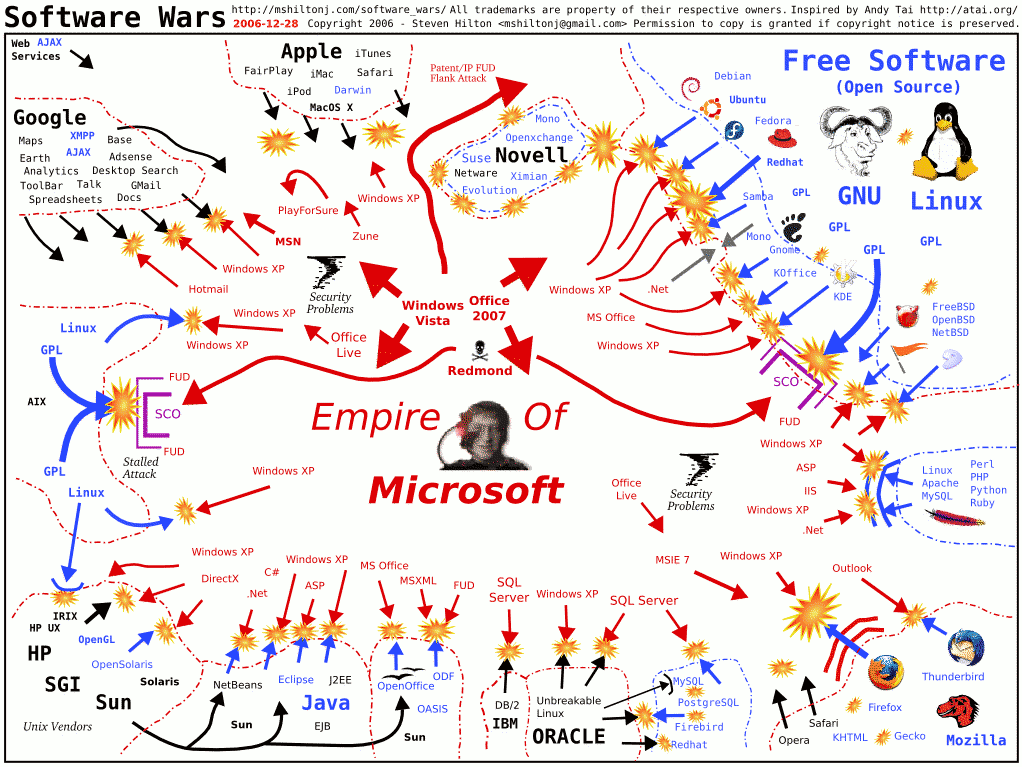 Software Wars
http://mshiltonj.com/software_wars/ All trademarks are property of their respective owners. Inspired by Andy Tai http://atai.org/
2006-12-28 Copyright 2006 - Steven Hilton <mshiltonj@gmail.com> Permission to copy is granted if copyright notice is preserved.
Web AJAX
Services
Apple
iTunes
FairPlay
iMac
Safari
iPod
Darwin
MacOS X
Patent/IP FUD
Flank Attack
Free Software
(Open Source)
Debian
Ubuntu
Fedora
Redhat
Samba
GPL
GNU
Linux
GPL
GPL
GPL
Mono
Gnome
KOffice
KDE
FreeBSD
OpenBSD
NetBSD
Google
Maps
XMPP
Base
Earth
AJAX
Adsense
Analytics
Desktop Search
ToolBar
Talk
GMail
Spreadsheets
Docs
Mono
Openxchange
Suse
Novell
Netware
Ximian
Evolution
Windows XP
PlayForSure
Zune
MSN
Windows XP
Hotmail
Security
Problems
Windows
Vista
Office
2007
Windows XP
.Net
MS Office
Windows XP
Linux
GPL
AIX
GPL
Linux
Windows XP
Windows XP
Office
Live
Redmond
FUD
SCO
FUD
Stalled
Attack
SCO
FUD
Empire Of
Microsoft
Windows XP
Windows XP
ASP
IIS
Windows XP
.Net
Linux
Apache
MySQL
Perl
PHP
Python
Ruby
Office
Live
Security
Problems
MSIE 7
Windows XP
Outlook
Windows XP
DirectX
C#
.Net
Windows XP
ASP
MS Office
MSXML
FUD
SQL
Server
Windows XP
SQL Server
IRIX
HP UX
OpenGL
HP
OpenSolaris
SGI
Solaris
Sun
Unix Vendors
NetBeans
Eclipse
J2EE
Java
Sun
EJB
OpenOffice
ODF
OASIS
Sun
DB/2
IBM
Unbreakable
Linux
ORACLE
MySQL
PostgreSQL
Firebird
Redhat
Thunderbird
Firefox
Safari
Opera
KHTML
Gecko
Mozilla